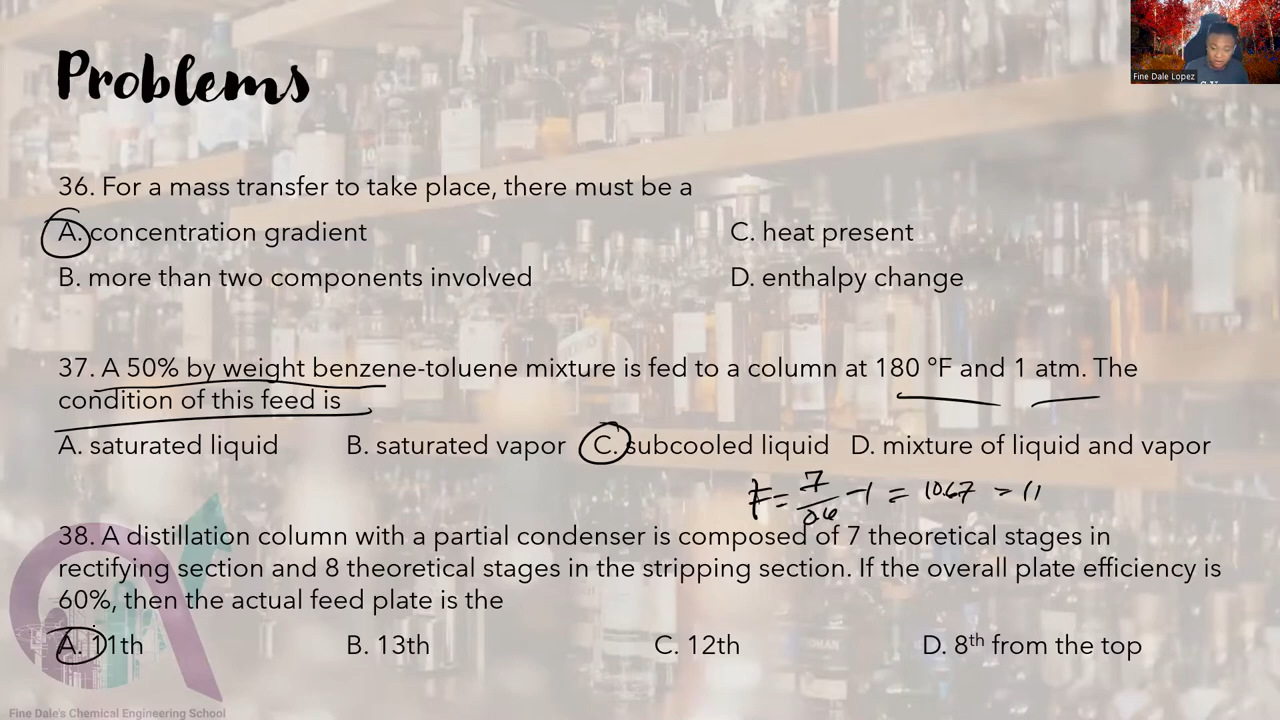 Problems
Fine Dale Lopez
36. For a mass transfer to take place, there must be a
A. concentration gradient
C. heat present
B. more than two components involved
D. enthalpy change
37. A 50% by weight benzene-toluene mixture is fed to a column at 180 °F and 1 atm. The
condition of this feed is
A. saturated liquid B. saturated vapor C. subcooled liquid D. mixture of liquid and vapor
= 7/0.6 - 1 = 10.67 = 11
38. A distillation column with a partial condenser is composed of 7 theoretical stages in
rectifying section and 8 theoretical stages in the stripping section. If the overall plate efficiency is
60%, then the actual feed plate is the
A. 11th B. 13th C. 12th D. 8th from the top
Fine Dale's Chemical Engineering School